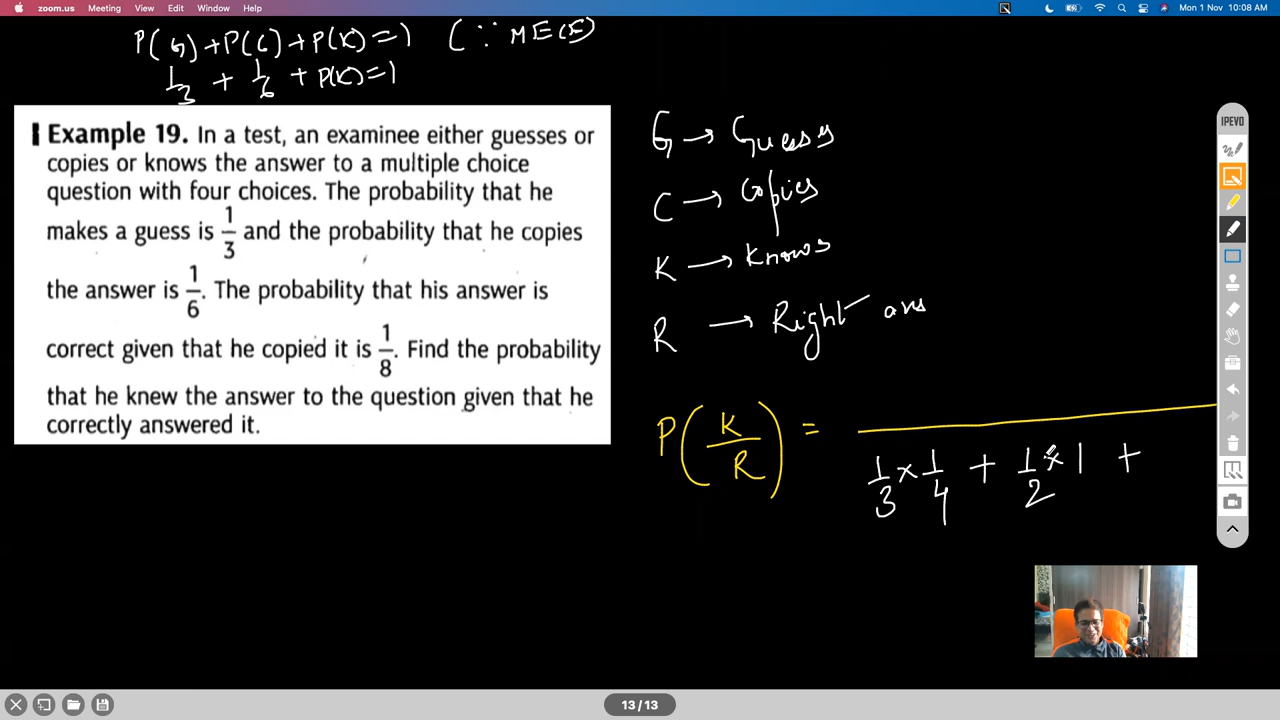 zoom.us Meeting View Edit Window Help Mon 1 Nov 10:08 AM
P(G)+P(C)+P(K)=1 (∵ MECE)
1/3 + 1/6 + P(K)=1
Example 19. In a test, an examinee either guesses or
copies or knows the answer to a multiple choice
question with four choices. The probability that he
makes a guess is 1/3 and the probability that he copies
the answer is 1/6. The probability that his answer is
correct given that he copied it is 1/8. Find the probability
that he knew the answer to the question given that he
correctly answered it.
G → Guess
C → Copies
K → Knows
R → Right ans
P(K/R) =
1/3 × 1/4 + 1/2 × 1 +
IPEVO
13/13